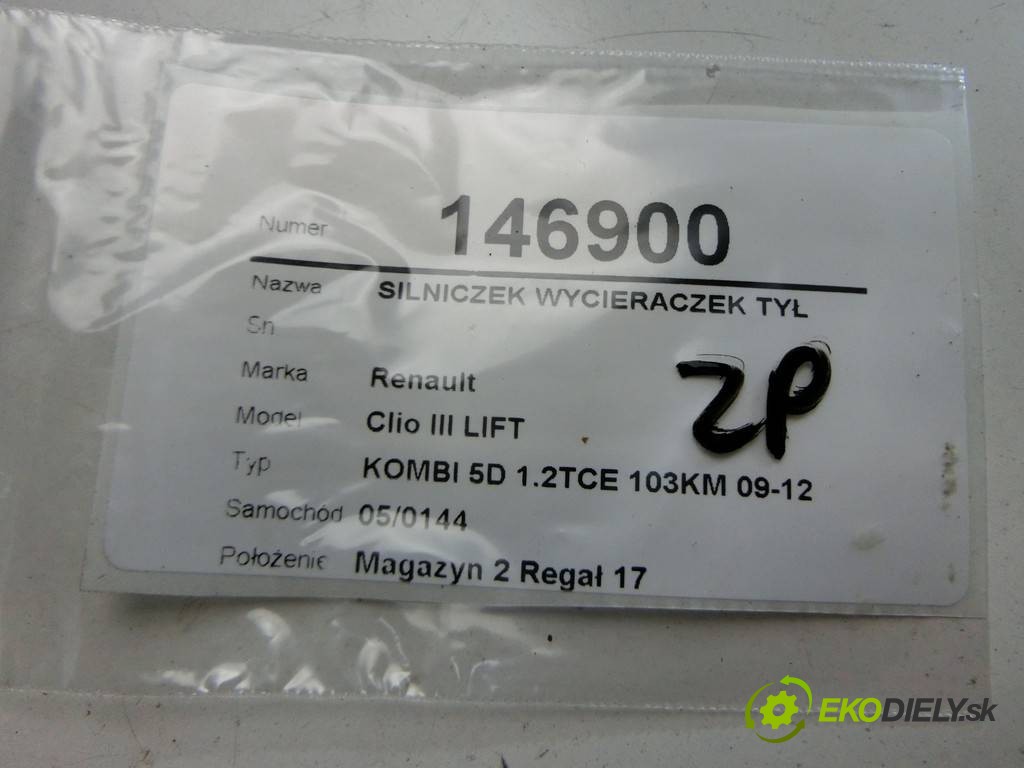 Numer 146900
Nazwa SILNICZEK WYCIERACZEK TYŁ
Sn
Marka Renault
ZP
Model Clio III LIFT
Typ KOMBI 5D 1.2TCE 103KM 09-12
Samochód 05/0144
Położenie Magazyn 2 Regał 17
EKODIELY.sk